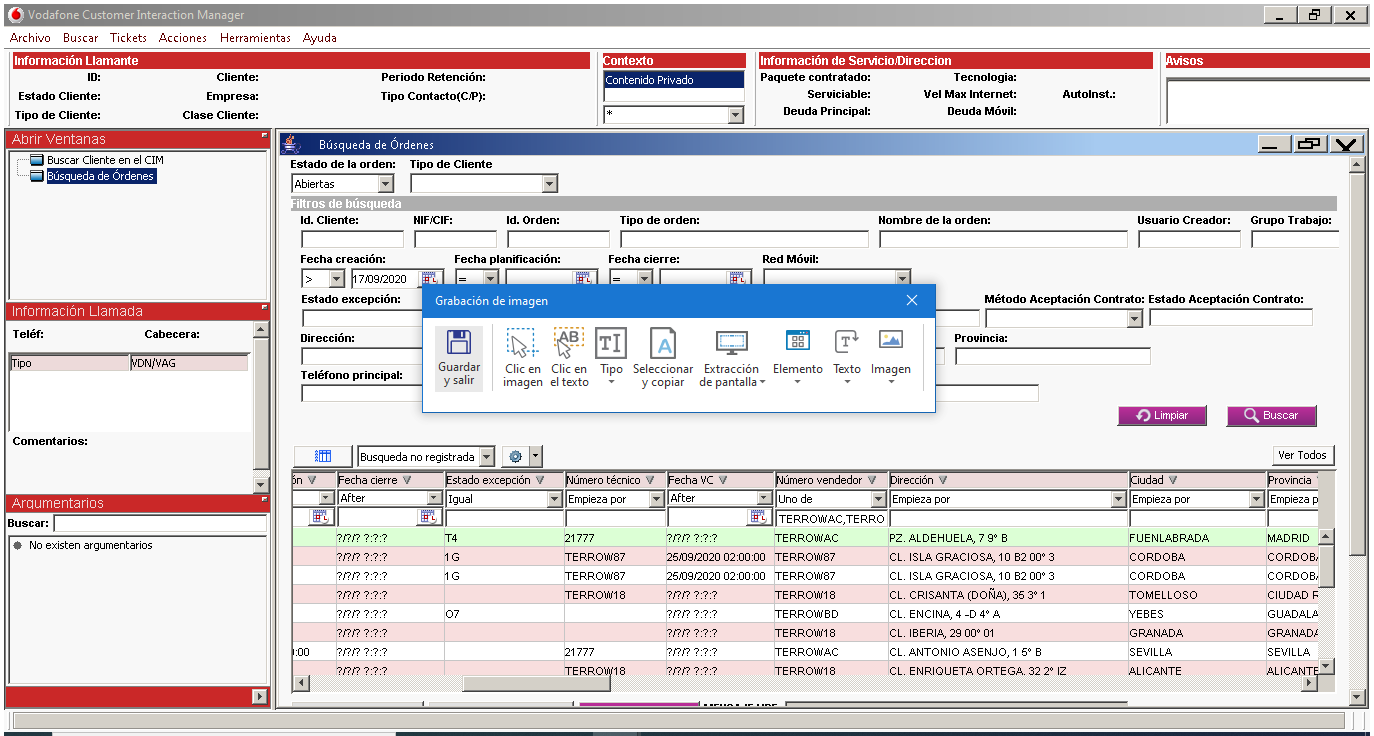 Vodafone Customer Interaction Manager
Archivo Buscar Tickets Acciones Herramientas Ayuda
Información Llamante
ID: Cliente: Periodo Retención:
Estado Cliente: Empresa: Tipo Contacto(C/P):
Tipo de Cliente: Clase Cliente:
Contexto
Contenido Privado
*
Información de Servicio/Direccion
Paquete contratado: Tecnologia:
Serviciable: Vel Max Internet: AutoInst.:
Deuda Principal: Deuda Móvil:
Avisos
Abrir Ventanas
Buscar Cliente en el CIM
Búsqueda de Órdenes
Información Llamada
Teléf: Cabecera:
Tipo VDN/VAG
Comentarios:
Argumentarios
Buscar:
No existen argumentarios
Búsqueda de Órdenes
Estado de la orden: Tipo de Cliente
Abiertas
Filtros de búsqueda
Id. Cliente: NIF/CIF: Id. Orden: Tipo de orden: Nombre de la orden: Usuario Creador: Grupo Trabajo:
Fecha creación: Fecha planificación: Fecha cierre: Red Móvil:
> 17/09/2020 = =
Estado excepción: Método Aceptación Contrato: Estado Aceptación Contrato:
Dirección: Provincia:
Teléfono principal:
Grabación de imagen
Guardar y salir
Clic en imagen
Clic en el texto
Tipo
Seleccionar y copiar
Extracción de pantalla
Elemento
Texto
Imagen
Limpiar Buscar
Busqueda no registrada Ver Todos
ón Fecha cierre Estado excepción Número técnico Fecha VC Número vendedor Dirección Ciudad Provincia
After Igual Empieza por After Uno de Empieza por Empieza por Empieza p
TERROWAC,TERRO
?/?/? ?:?:? T4 21777 ?/?/? ?:?:? TERROWAC PZ. ALDEHUELA, 7 9° B FUENLABRADA MADRID
?/?/? ?:?:? 1G TERROW87 25/09/2020 02:00:00 TERROW87 CL. ISLA GRACIOSA, 10 B2 00° 3 CORDOBA CORDOBA
?/?/? ?:?:? 1G TERROW87 25/09/2020 02:00:00 TERROW87 CL. ISLA GRACIOSA, 10 B2 00° 3 CORDOBA CORDOBA
?/?/? ?:?:? TERROW18 ?/?/? ?:?:? TERROW18 CL. CRISANTA (DOÑA), 35 3° 1 TOMELLOSO CIUDAD R
?/?/? ?:?:? O7 ?/?/? ?:?:? TERROWBD CL. ENCINA, 4 -D 4° A YEBES GUADALA
?/?/? ?:?:? ?/?/? ?:?:? TERROW18 CL. IBERIA, 29 00° 01 GRANADA GRANADA
0:00 ?/?/? ?:?:? 21777 ?/?/? ?:?:? TERROWAC CL. ANTONIO ASENJO, 1 5° B SEVILLA SEVILLA
?/?/? ?:?:? TERROW18 ?/?/? ?:?:? TERROW18 CL. ENRIQUETA ORTEGA, 32 2° IZ ALICANTE ALICANTE